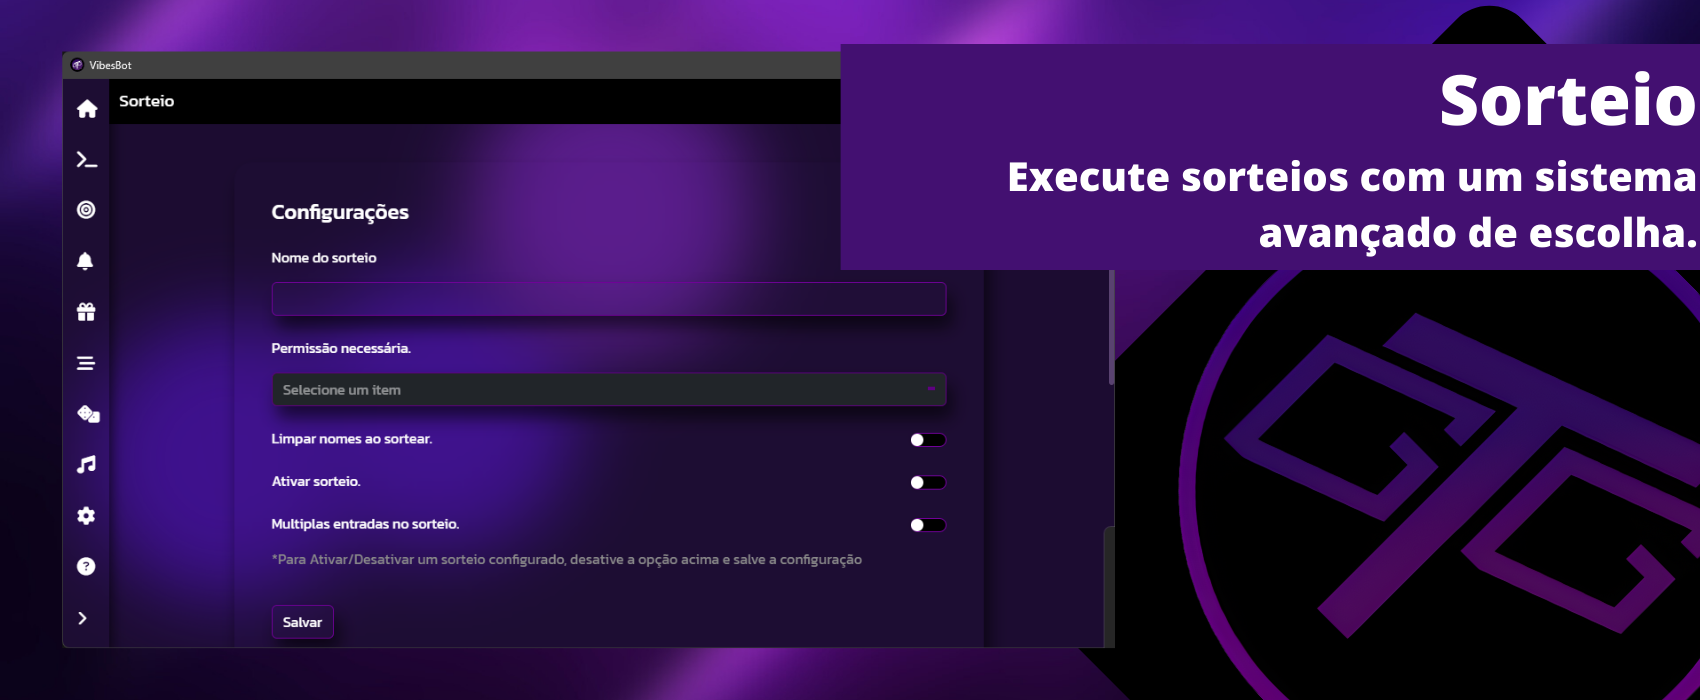 VibesBot
Sorteio
Sorteio
Execute sorteios com um sistema
avançado de escolha.
Configurações
Nome do sorteio
Permissão necessária.
Selecione um item
Limpar nomes ao sortear.
Ativar sorteio.
Multiplas entradas no sorteio.
*Para Ativar/Desativar um sorteio configurado, desative a opção acima e salve a configuração
Salvar